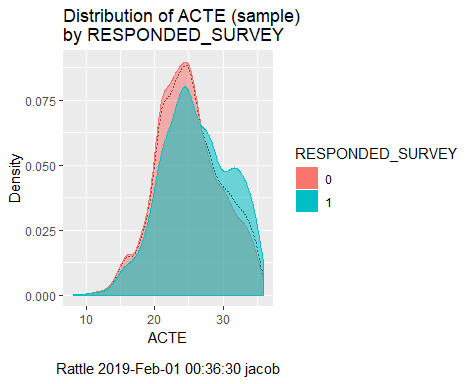 Distribution of ACTE (sample)
by RESPONDED_SURVEY
0.075
0.050
0.025
0.000
Density
10 20 30
ACTE
RESPONDED_SURVEY
0
1
Rattle 2019-Feb-01 00:36:30 jacob